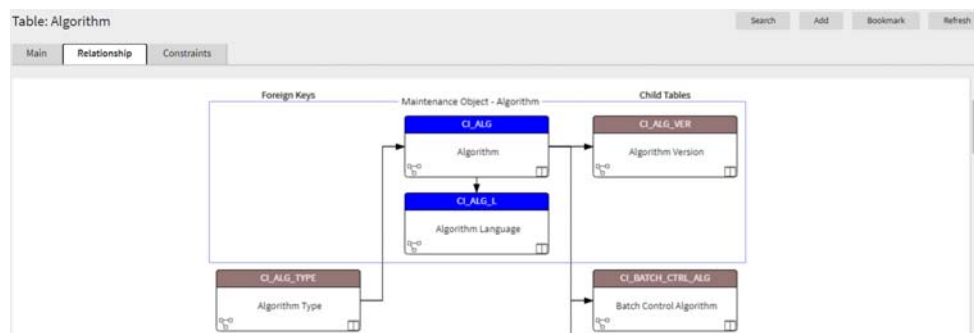 Table: Algorithm
Search Add Bookmark Refresh
Main Relationship Constraints
Foreign Keys Maintenance Object - Algorithm Child Tables
CI_ALG CI_ALG_VER
Algorithm Algorithm Version
CI_ALG_L
Algorithm Language
CI_ALG_TYPE CI_BATCH_CTRL_ALG
Algorithm Type Batch Control Algorithm